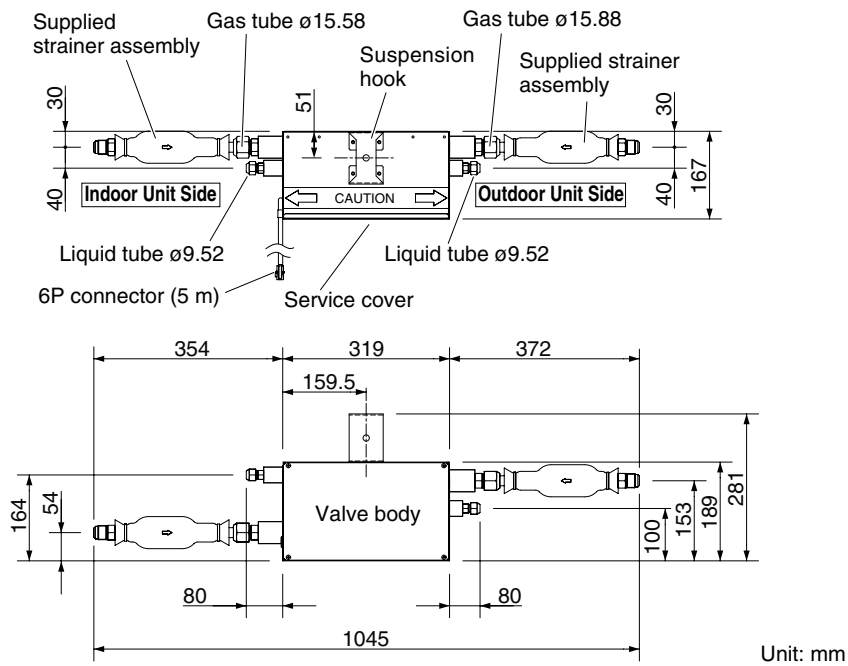 Supplied
strainer assembly
Gas tube ø15.58
Gas tube ø15.88
Suspension
hook
Supplied strainer
assembly
30
51
30
40
40
167
Indoor Unit Side
CAUTION
Outdoor Unit Side
Liquid tube ø9.52
Liquid tube ø9.52
6P connector (5 m)
Service cover
354
319
372
159.5
164
54
Valve body
100
153
189
281
80
80
1045
Unit: mm